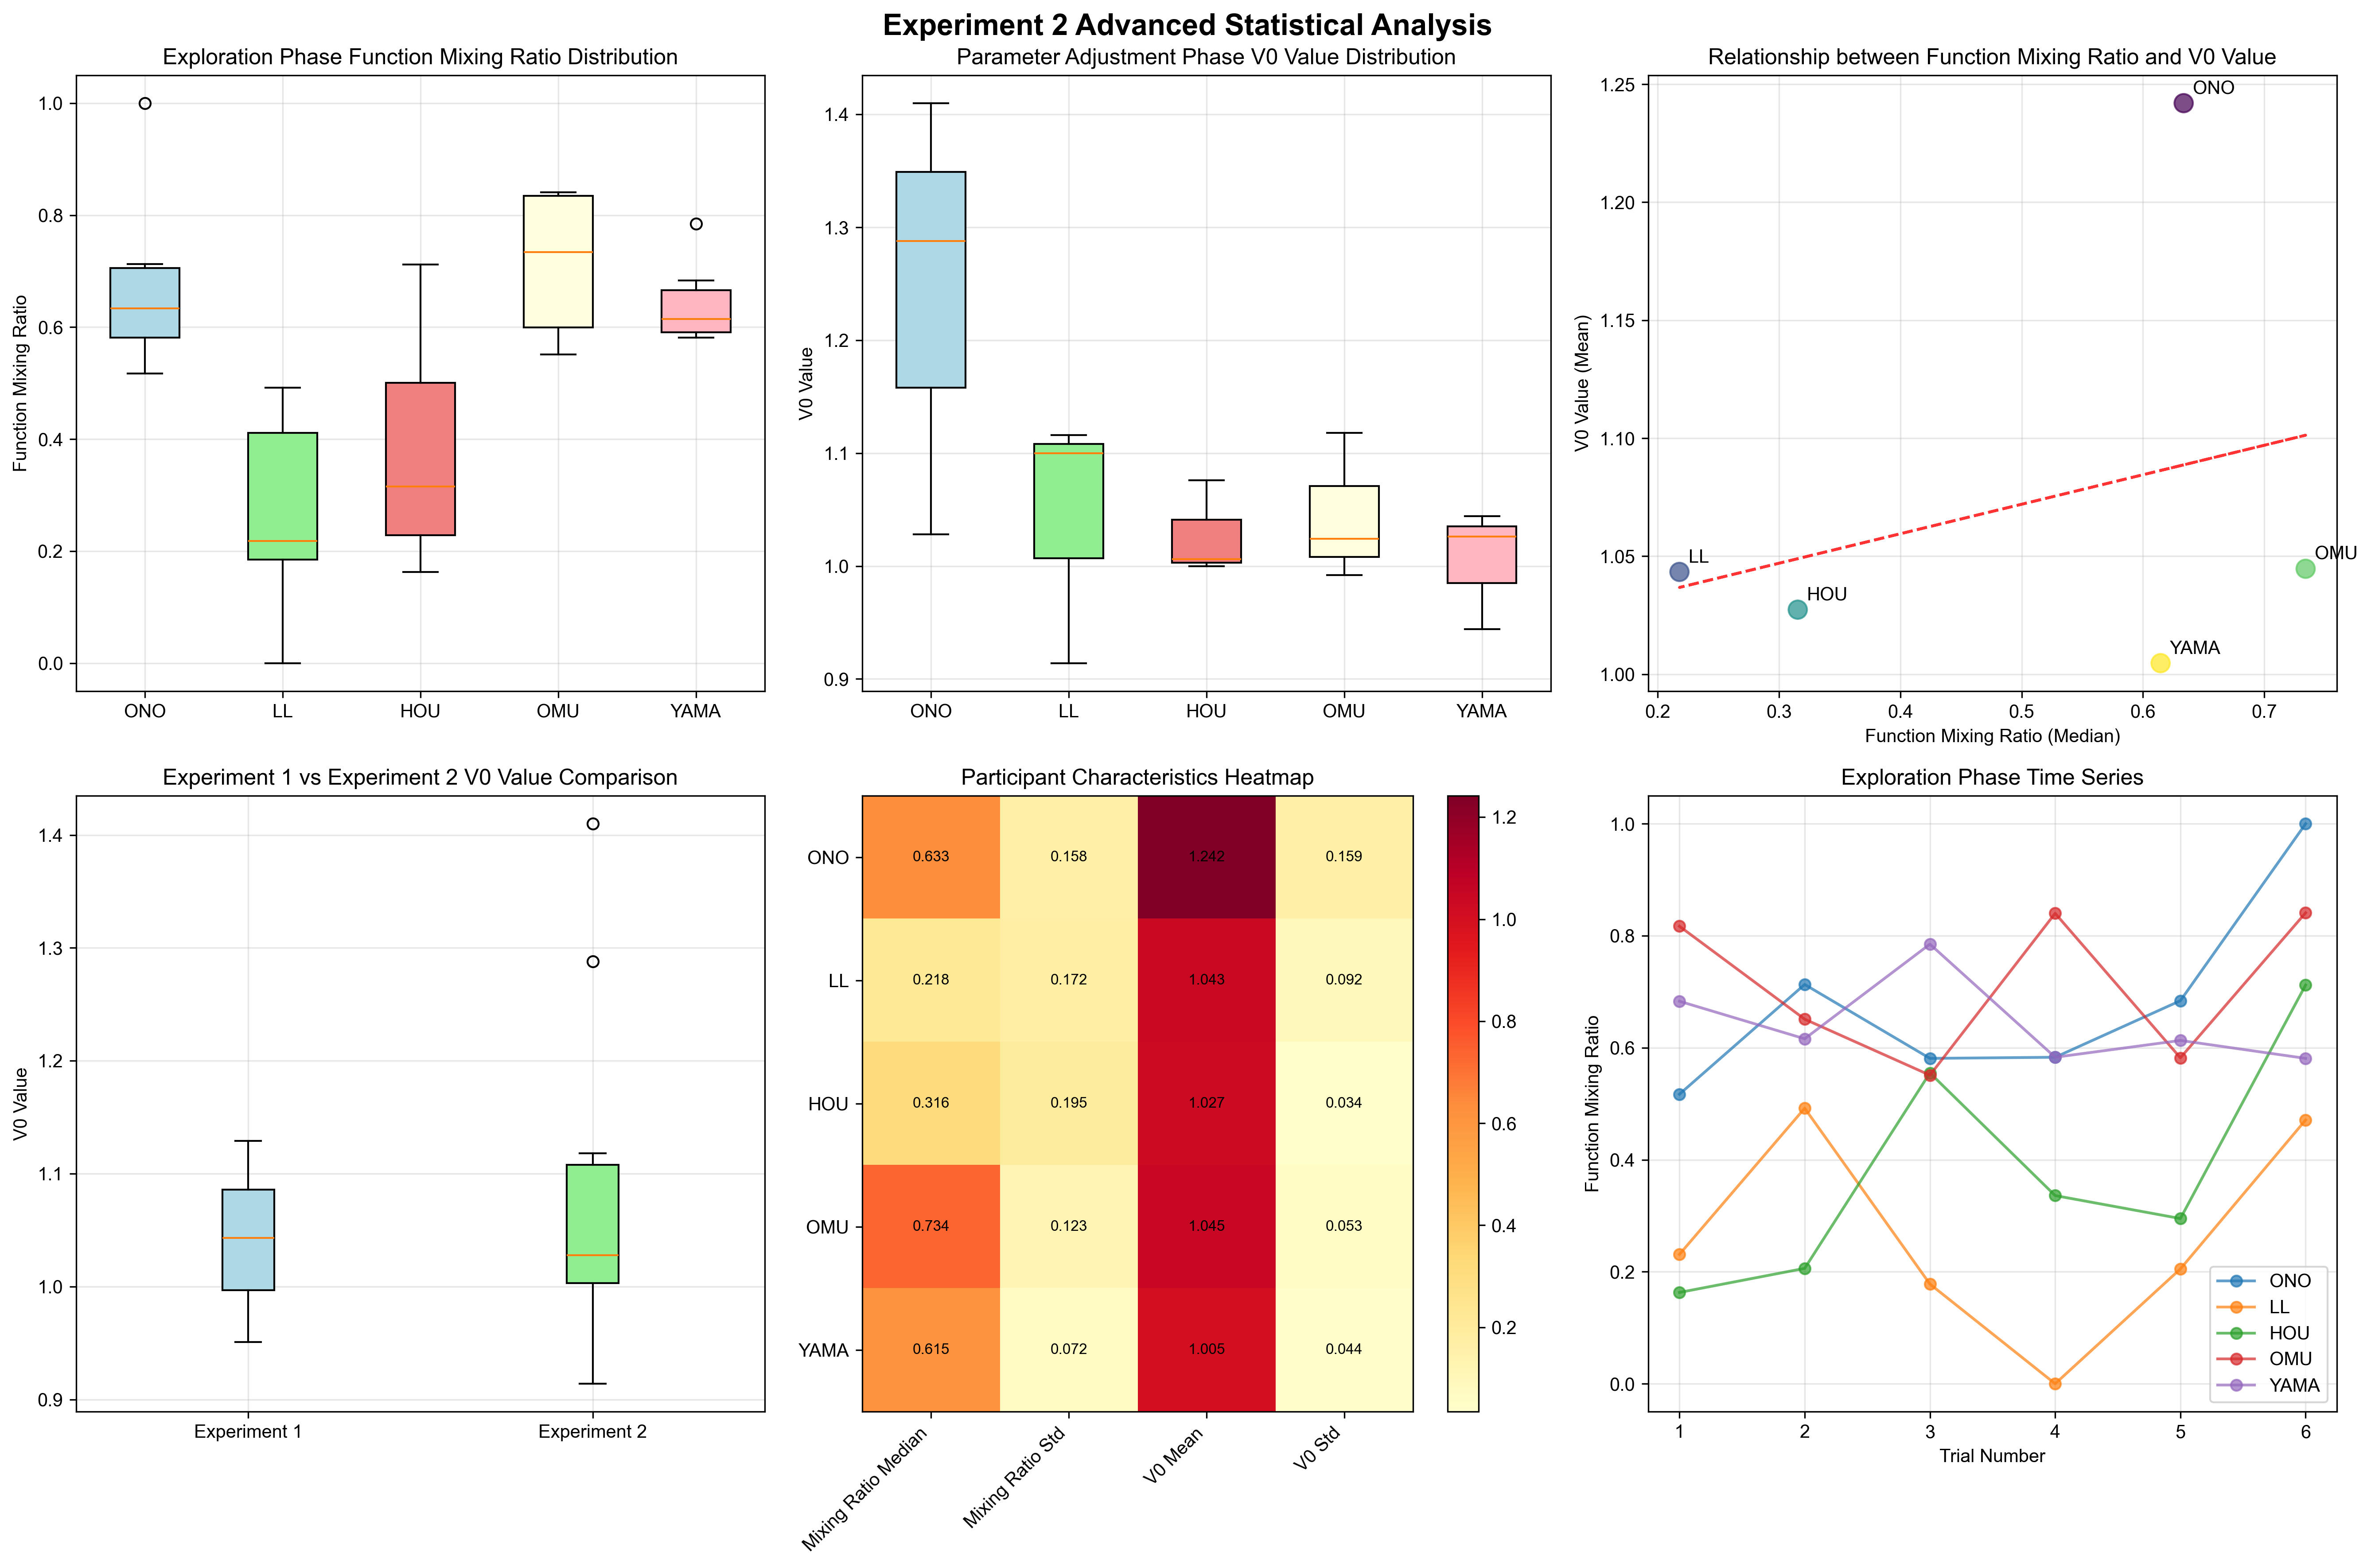 Experiment 2 Advanced Statistical Analysis
Exploration Phase Function Mixing Ratio Distribution
Function Mixing Ratio
1.0
0.8
0.6
0.4
0.2
0.0
ONO LL HOU OMU YAMA
Parameter Adjustment Phase V0 Value Distribution
V0 Value
1.4
1.3
1.2
1.1
1.0
0.9
ONO LL HOU OMU YAMA
Relationship between Function Mixing Ratio and V0 Value
V0 Value (Mean)
1.25
1.20
1.15
1.10
1.05
1.00
ONO
LL
HOU
OMU
YAMA
0.2 0.3 0.4 0.5 0.6 0.7
Function Mixing Ratio (Median)
Experiment 1 vs Experiment 2 V0 Value Comparison
V0 Value
1.4
1.3
1.2
1.1
1.0
0.9
Experiment 1 Experiment 2
Participant Characteristics Heatmap
ONO 0.633 0.158 1.242 0.159
LL 0.218 0.172 1.043 0.092
HOU 0.316 0.195 1.027 0.034
OMU 0.734 0.123 1.045 0.053
YAMA 0.615 0.072 1.005 0.044
Mixing Ratio Median
Mixing Ratio Std
V0 Mean
V0 Std
1.2
1.0
0.8
0.6
0.4
0.2
Exploration Phase Time Series
Function Mixing Ratio
1.0
0.8
0.6
0.4
0.2
0.0
ONO
LL
HOU
OMU
YAMA
1 2 3 4 5 6
Trial Number